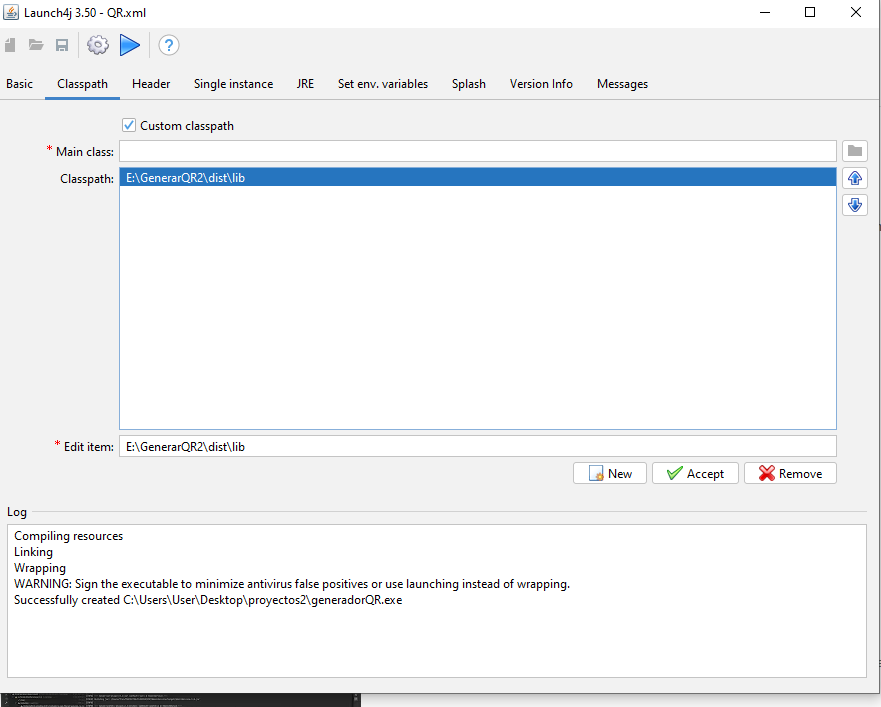 Launch4j 3.50 - QR.xml
Basic Classpath Header Single instance JRE Set env. variables Splash Version Info Messages
Custom classpath
* Main class:
Classpath: E:\GenerarQR2\dist\lib
* Edit item: E:\GenerarQR2\dist\lib
New Accept Remove
Log
Compiling resources
Linking
Wrapping
WARNING: Sign the executable to minimize antivirus false positives or use launching instead of wrapping.
Successfully created C:\Users\User\Desktop\proyectos2\generadorQR.exe